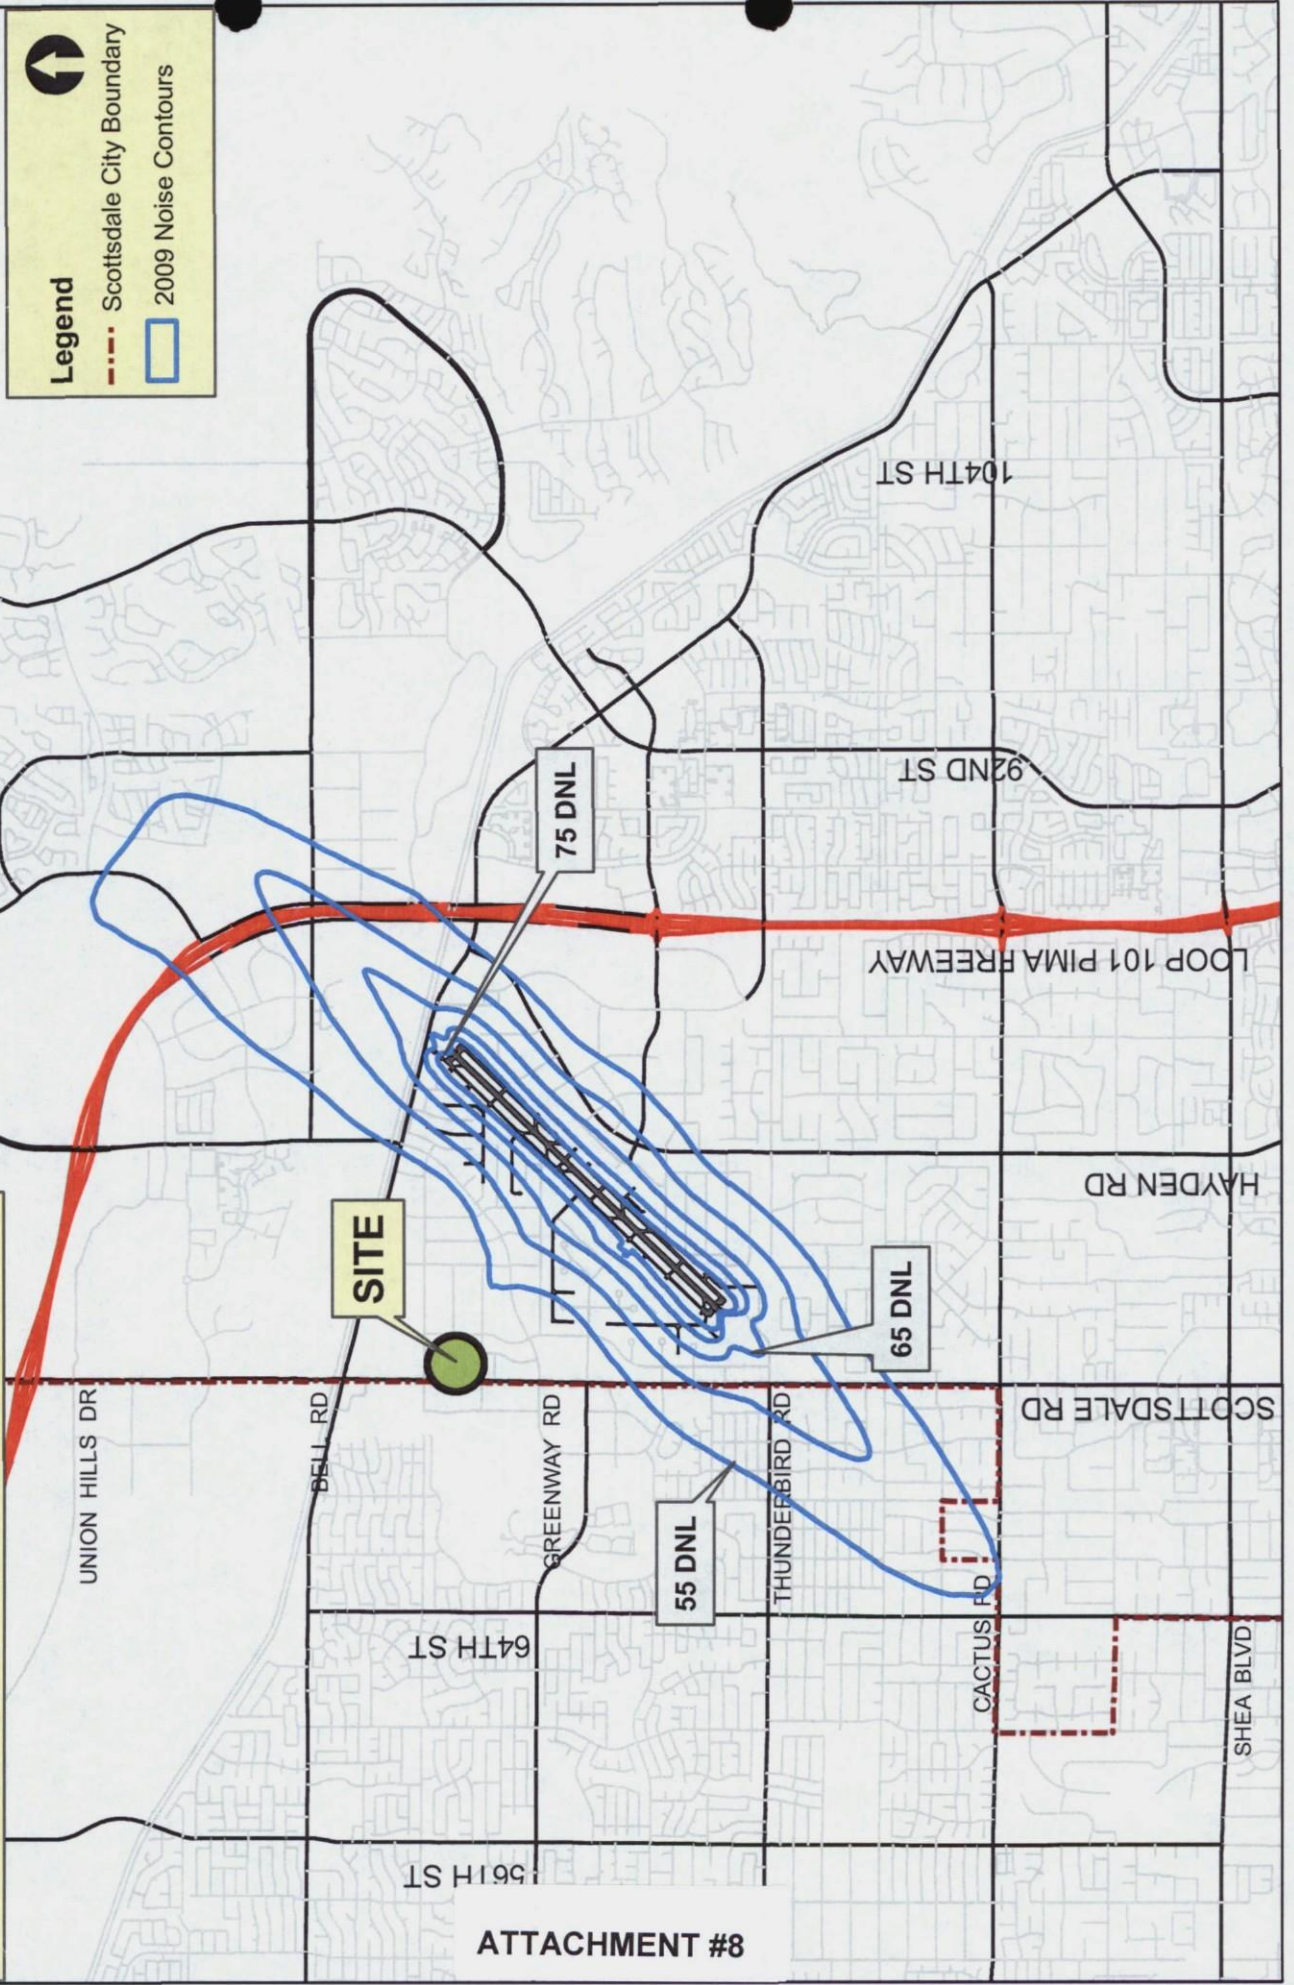 Legend
Scottsdale City Boundary
2009 Noise Contours
75 DNL
SITE
65 DNL
55 DNL
UNION HILLS DR
BELL RD
GREENWAY RD
THUNDERBIRD RD
CACTUS RD
SHEA BLVD
56TH ST
64TH ST
SCOTTSDALE RD
HAYDEN RD
LOOP 101 PIMA FREEWAY
92ND ST
104TH ST
ATTACHMENT #8